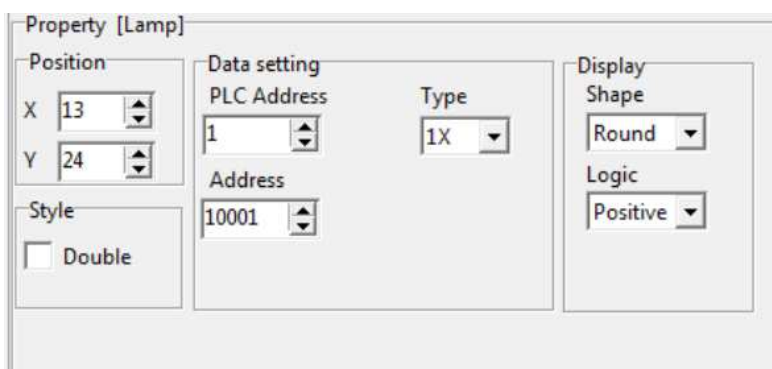 Property [Lamp]
Position
X 13
Y 24
Style
Double
Data setting
PLC Address
1
Type
1X
Address
10001
Display
Shape
Round
Logic
Positive